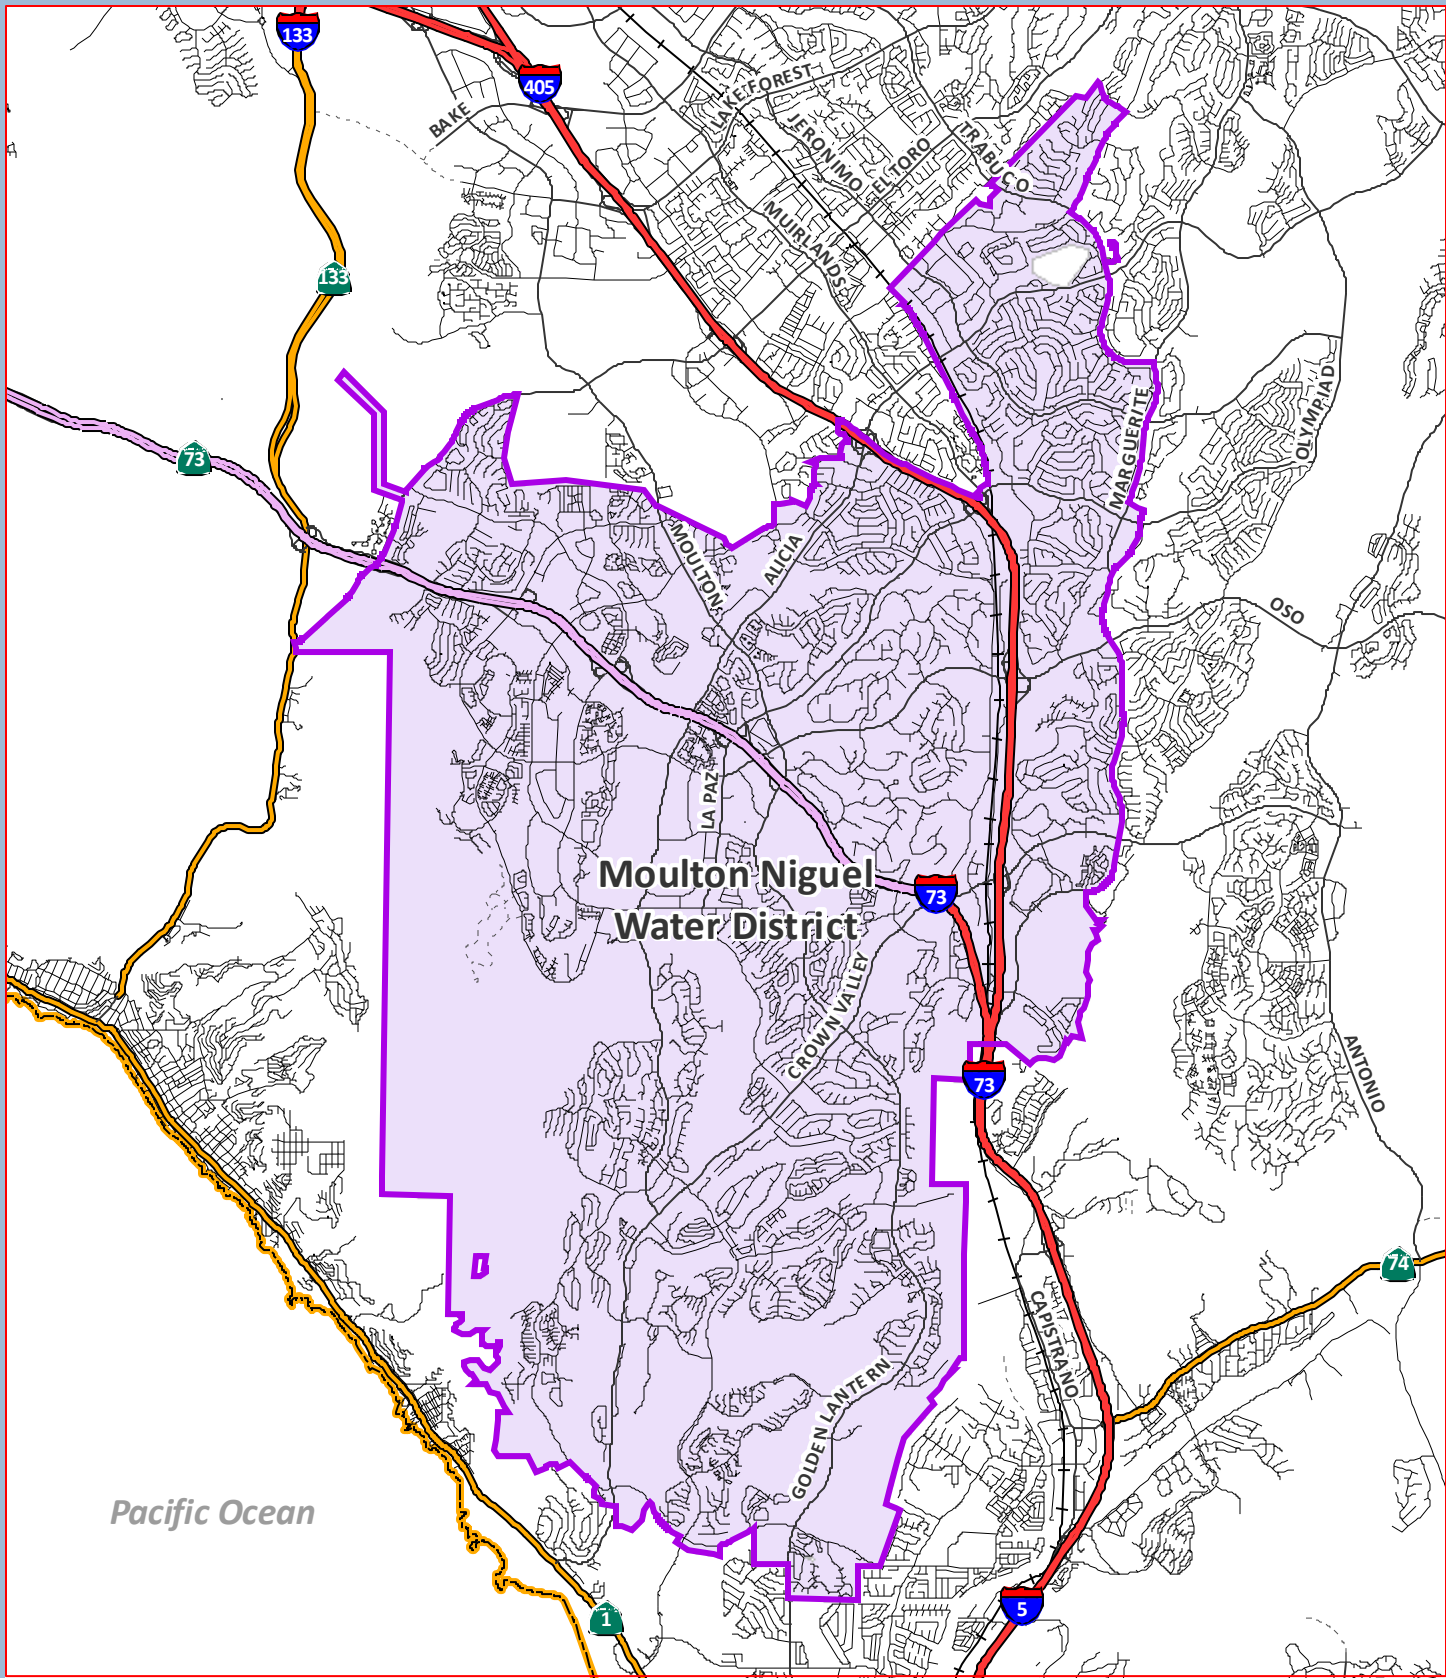 133
405
BAKE
LAKE FOREST
JERONIMO
EL TORO
TRABUCO
MUIRLANDS
133
73
MARGUERITE
OLYMPIAD
MOULTON
ALICIA
OSO
LA PAZ
Moulton Niguel
Water District
73
CROWN VALLEY
73
ANTONIO
74
CAPISTRANO
GOLDEN LANTERN
Pacific Ocean
5
1